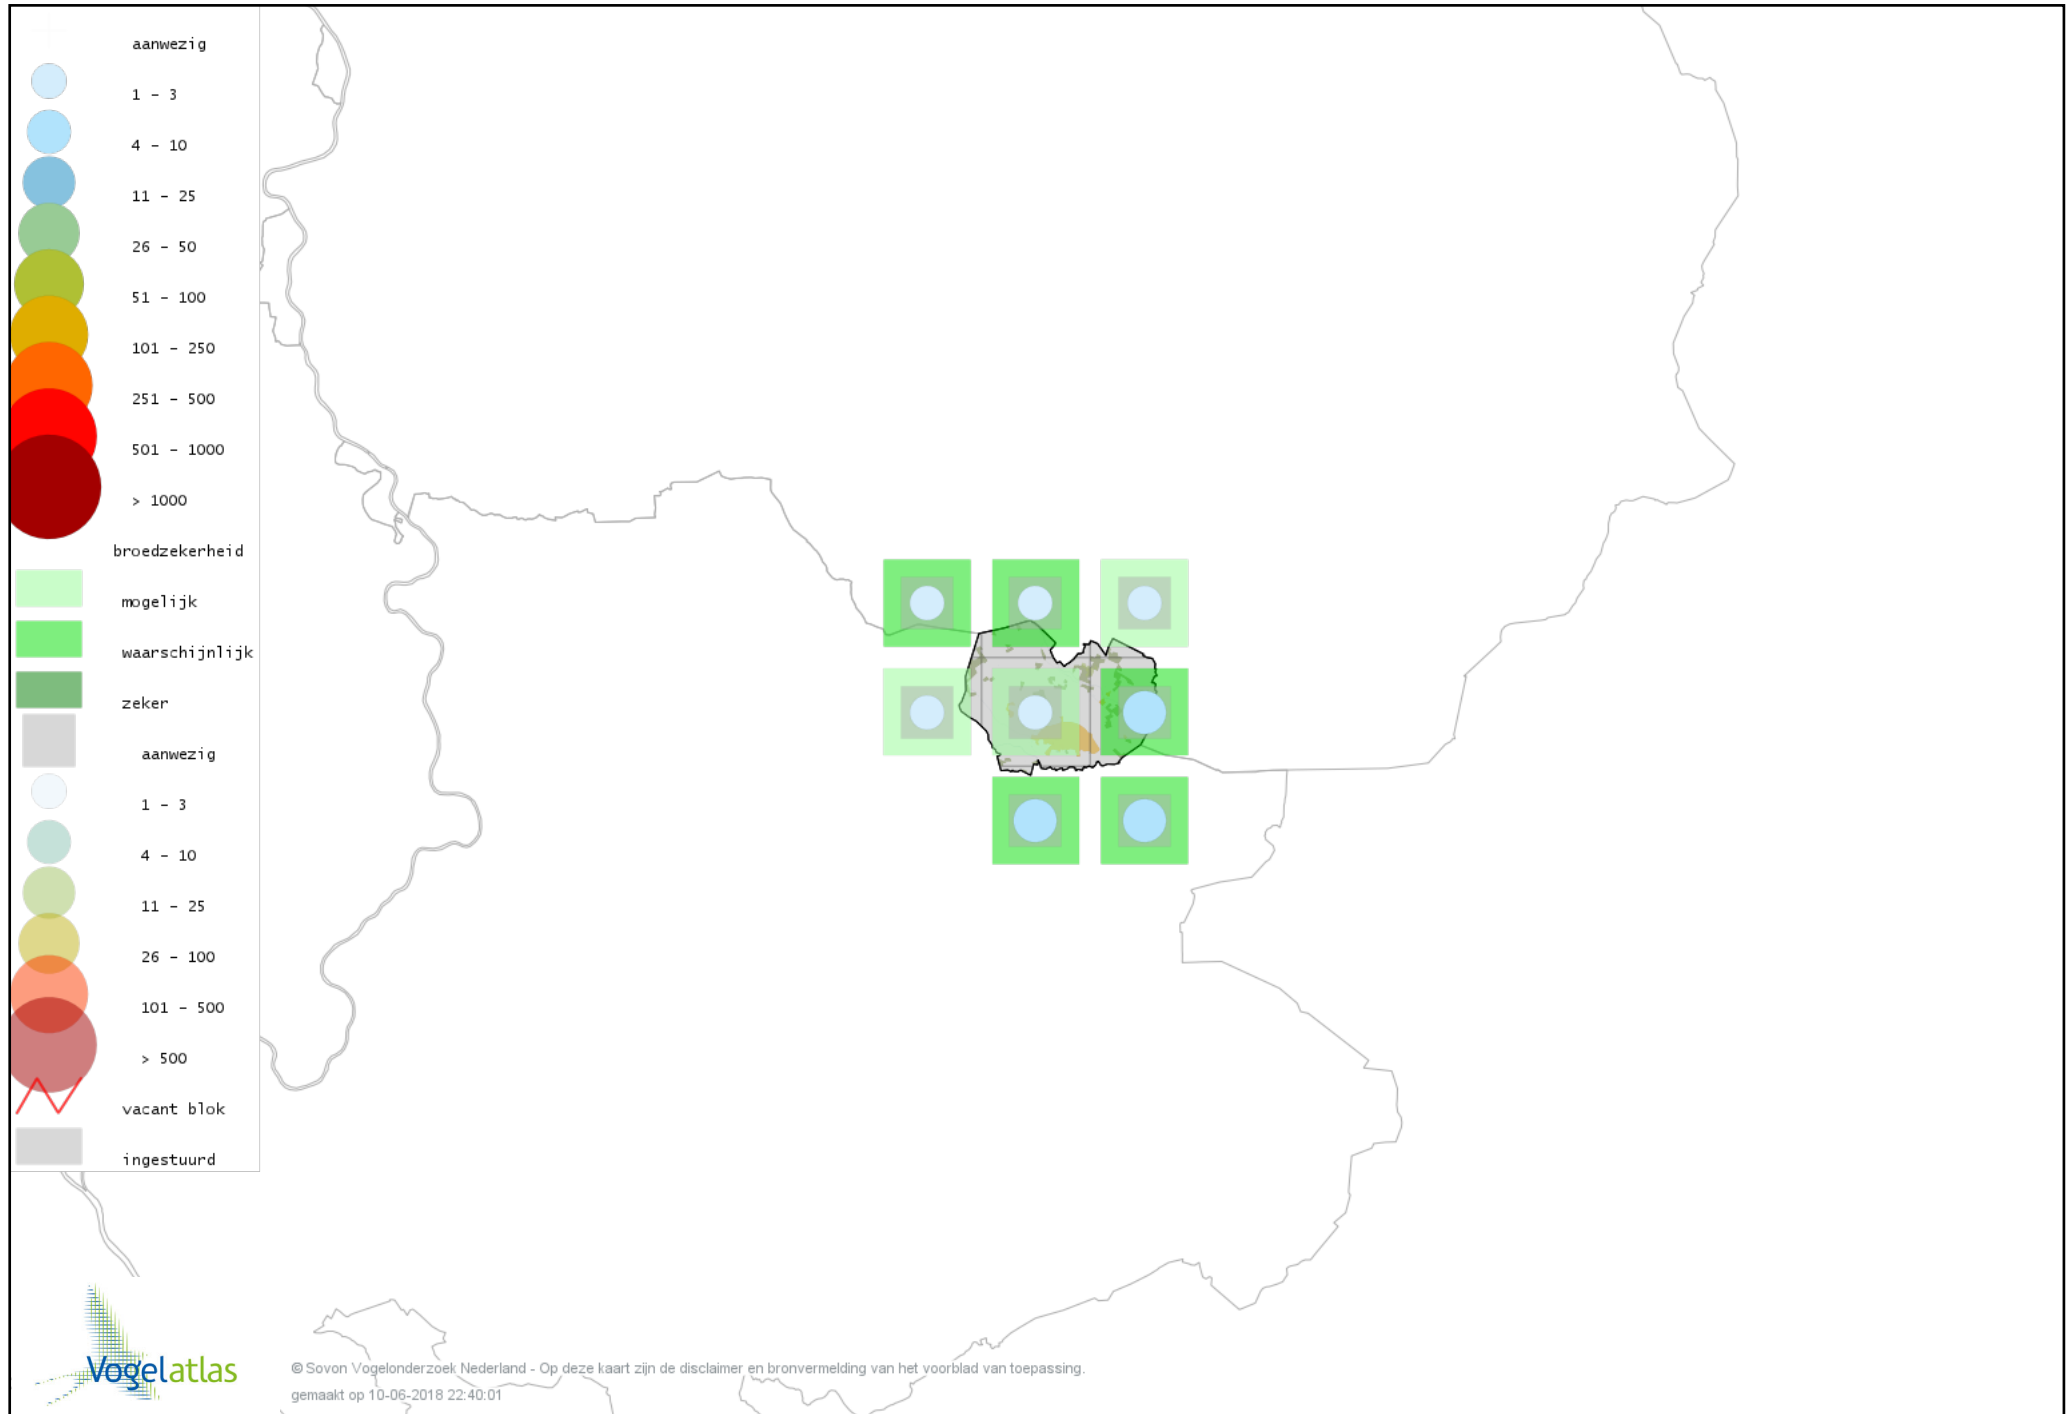 aanwezig
1 - 3
4 - 10
11 - 25
26 - 50
51 - 100
101 - 250
251 - 500
501 - 1000
> 1000
broedzekerheid
mogelijk
waarschijnlijk
zeker
aanwezig
1 - 3
4 - 10
11 - 25
26 - 100
101 - 500
> 500
vacant blok
ingestuurd
Vogelatlas
© Sovon Vogelonderzoek Nederland - Op deze kaart zijn de disclaimer en bronvermelding van het voorblad van toepassing.
gemaakt op 10-06-2018 22:40:01